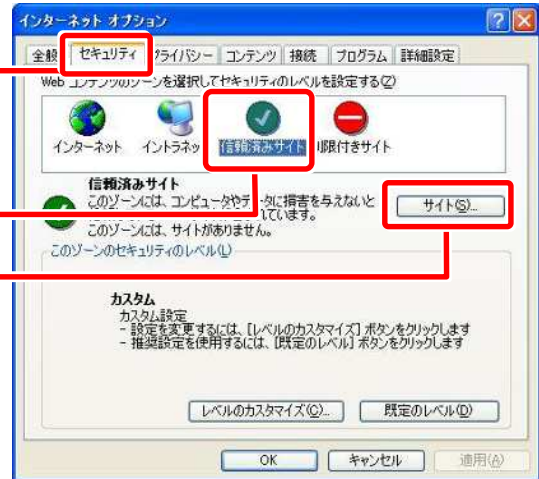 インターネット オプション
全般 セキュリティ プライバシー コンテンツ 接続 プログラム 詳細設定
Web コンテンツのゾーンを選択してセキュリティのレベルを設定する(Z)
インターネット イントラネッ 信頼済みサイト 限付きサイト
信頼済みサイト
このゾーンには、コンピュータやデータに損害を与えないと
れています。
このゾーンには、サイトがありません。
サイト(S)...
このゾーンのセキュリティのレベル(L)
カスタム
カスタム設定
- 設定を変更するには、[レベルのカスタマイズ] ボタンをクリックします
- 推奨設定を使用するには、[既定のレベル] ボタンをクリックします
レベルのカスタマイズ(C)... 既定のレベル(D)
OK キャンセル 適用(A)